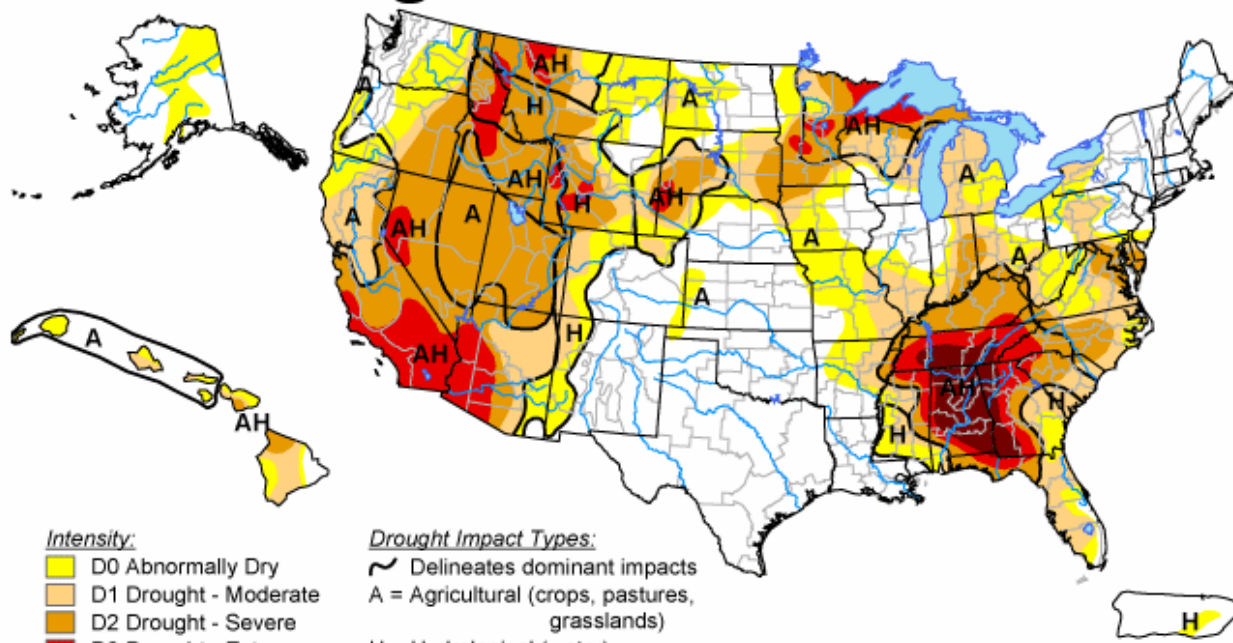 AH
H
A
A
AH
A
AH
H
AH
A
A
AH
A
A
A
AH
H
A
AH
H
H
A
AH
H
Intensity:
D0 Abnormally Dry
D1 Drought - Moderate
D2 Drought - Severe
Drought Impact Types:
Delineates dominant impacts
A = Agricultural (crops, pastures,
grasslands)